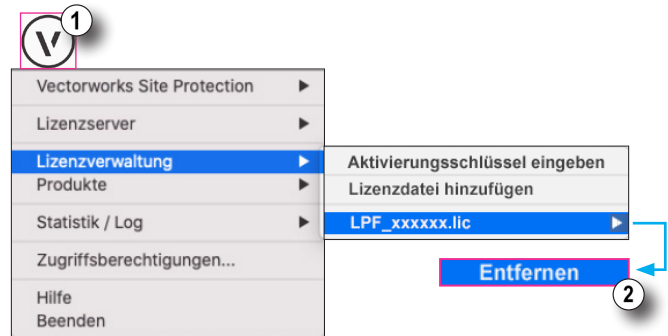 1
V
Vectorworks Site Protection
Lizenzserver
Lizenzverwaltung
Produkte
Statistik / Log
Zugriffsberechtigungen...
Hilfe
Beenden
Aktivierungsschlüssel eingeben
Lizenzdatei hinzufügen
LPF_xxxxxx.lic
Entfernen
2